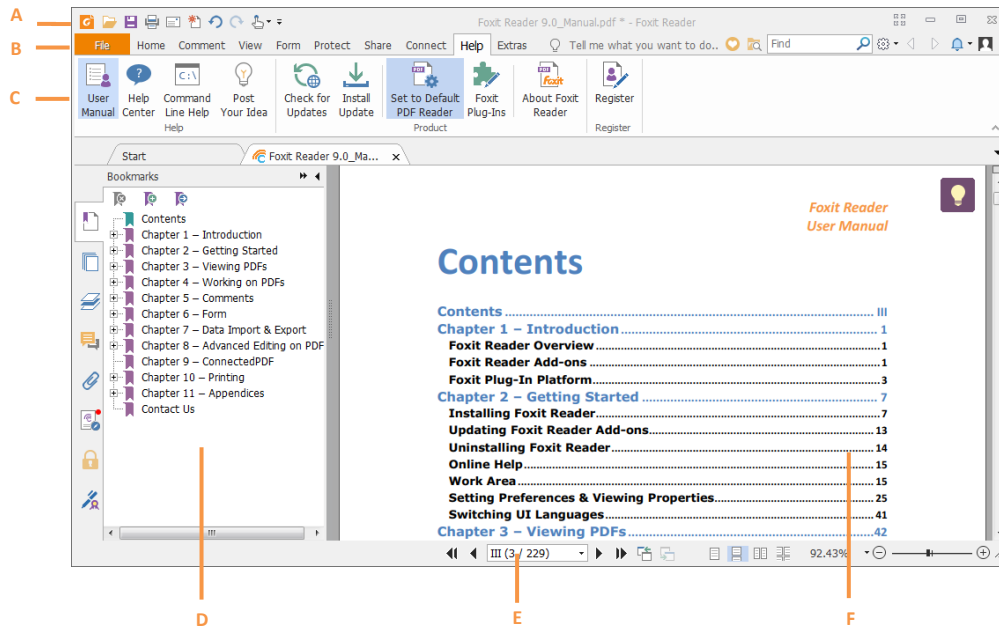 A
Foxit Reader 9.0_Manual.pdf * - Foxit Reader
B
File Home Comment View Form Protect Share Connect Help Extras Tell me what you want to do.. Find
C
C:\
PDF
PDF
Foxit
User Manual
Help Center
Command Line Help
Post Your Idea
Check for Updates
Install Update
Set to Default PDF Reader
Foxit Plug-Ins
About Foxit Reader
Register
Help
Product
Register
Start
Foxit Reader 9.0_Ma... x
Bookmarks
Contents
Chapter 1 – Introduction
Chapter 2 – Getting Started
Chapter 3 – Viewing PDFs
Chapter 4 – Working on PDFs
Chapter 5 – Comments
Chapter 6 – Form
Chapter 7 – Data Import & Export
Chapter 8 – Advanced Editing on PDF
Chapter 9 – ConnectedPDF
Chapter 10 – Printing
Chapter 11 – Appendices
Contact Us
Foxit Reader
User Manual
Contents
Contents ........ III
Chapter 1 – Introduction ........ 1
Foxit Reader Overview ........ 1
Foxit Reader Add-ons ........ 1
Foxit Plug-In Platform ........ 3
Chapter 2 – Getting Started ........ 7
Installing Foxit Reader ........ 7
Updating Foxit Reader Add-ons ........ 13
Uninstalling Foxit Reader ........ 14
Online Help ........ 15
Work Area ........ 15
Setting Preferences & Viewing Properties ........ 25
Switching UI Languages ........ 41
Chapter 3 – Viewing PDFs ........ 42
III (3 / 229)
92.43%
D
E
F